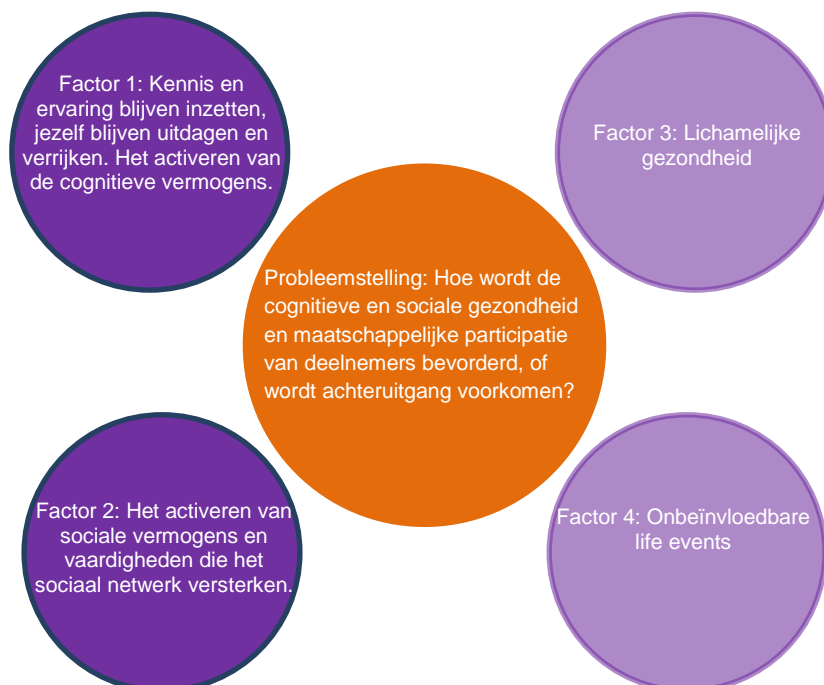 Factor 1: Kennis en
ervaring blijven inzetten,
jezelf blijven uitdagen en
verrijken. Het activeren van
de cognitieve vermogens.
Factor 3: Lichamelijke
gezondheid
Probleemstelling: Hoe wordt de
cognitieve en sociale gezondheid
en maatschappelijke participatie
van deelnemers bevorderd, of
wordt achteruitgang voorkomen?
Factor 2: Het activeren van
sociale vermogens en
vaardigheden die het
sociaal netwerk versterken.
Factor 4: Onbeïnvloedbare
life events